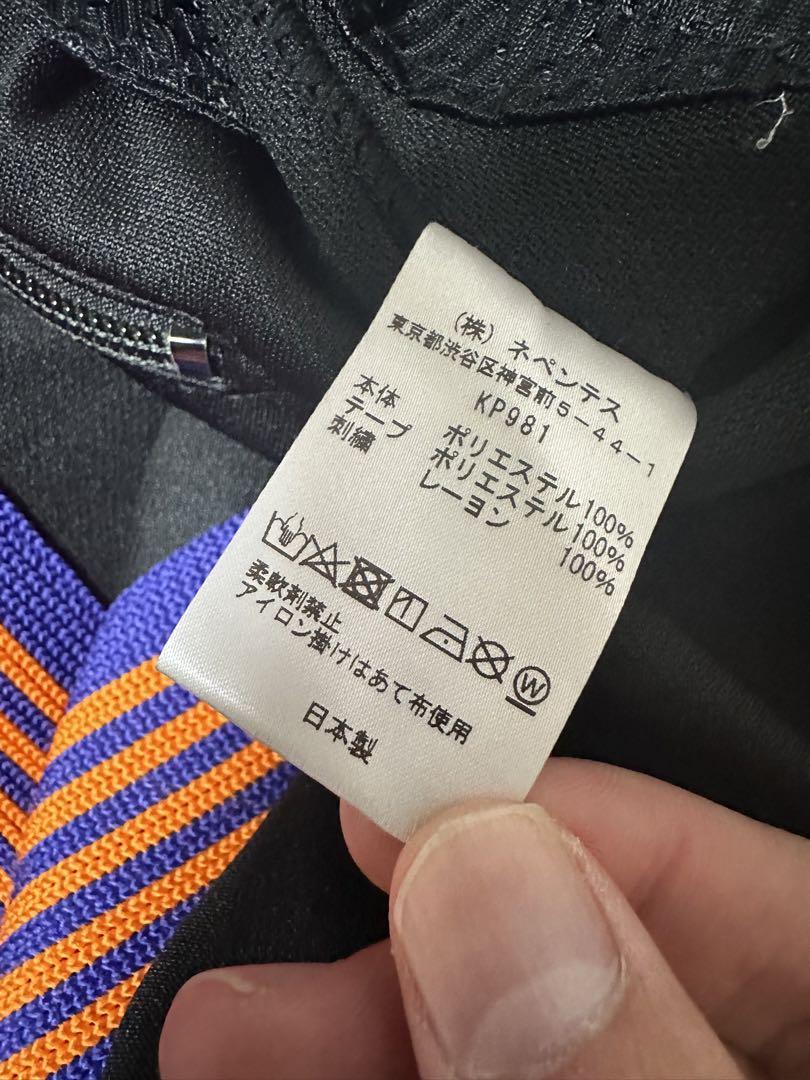 (株) ネペンテス
東京都渋谷区神宮前5-44-1
KP981
本体 ポリエステル100%
テープ ポリエステル100%
刺繍 レーヨン 100%
W
柔軟剤禁止
アイロン掛けはあて布使用
日本製